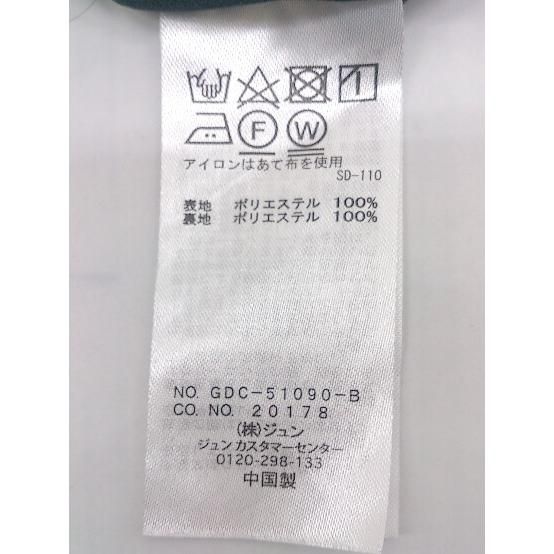 F W
アイロンはあて布を使用
SD-110
表地 ポリエステル 100%
裏地 ポリエステル 100%
NO. GDC-51090-B
CO. NO. 20178
(株)ジュン
ジュンカスタマーセンター
0120-298-133
中国製